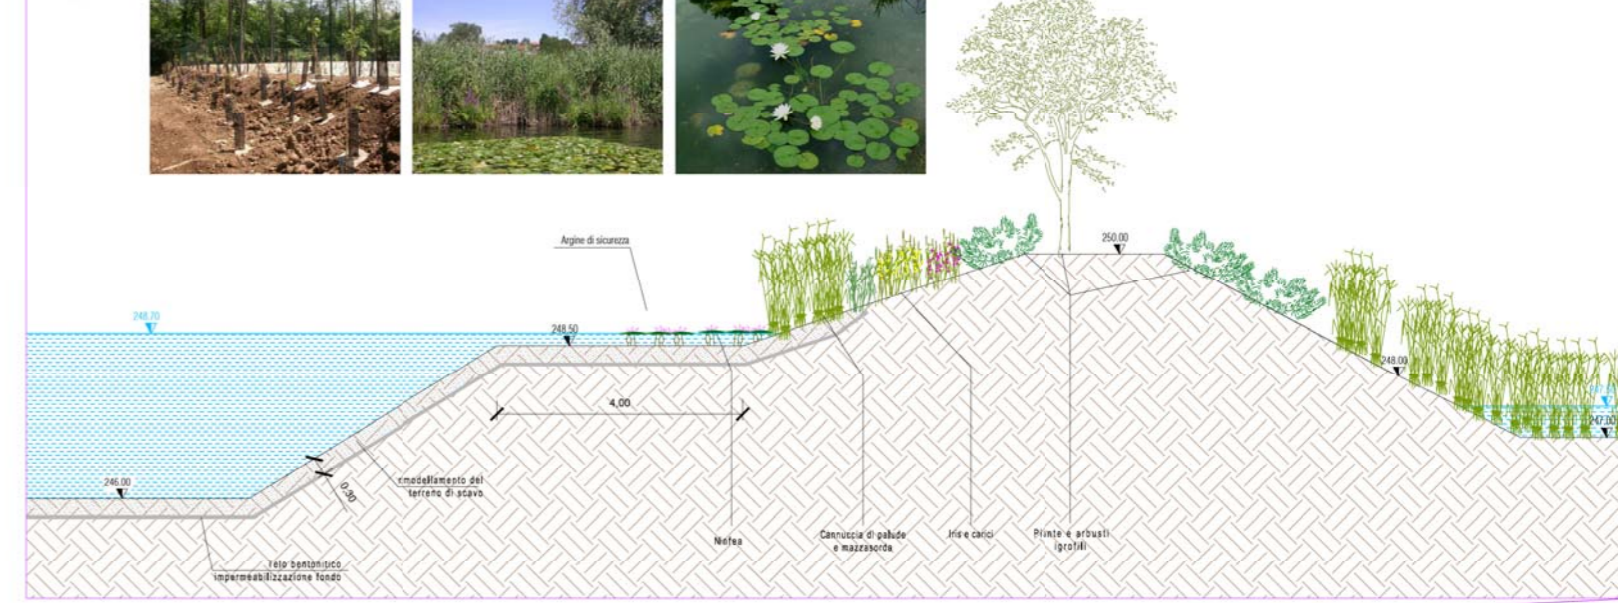 Argine di sicurezza
250.00
248.70
248.50
248.00
4,00
247.00
246.00
0.30
rimodellamento del
terreno di scavo
Ninfea
Cannuccia di palude
e mazzasorda
Iris e carici
Piante e arbusti
igrofili
Telo bentonitico
impermeabilizzazione fondo